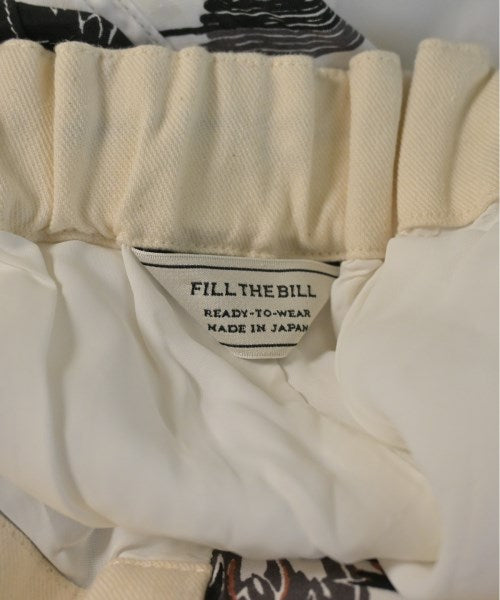 FILL THE BILL
READY-TO-WEAR
MADE IN JAPAN